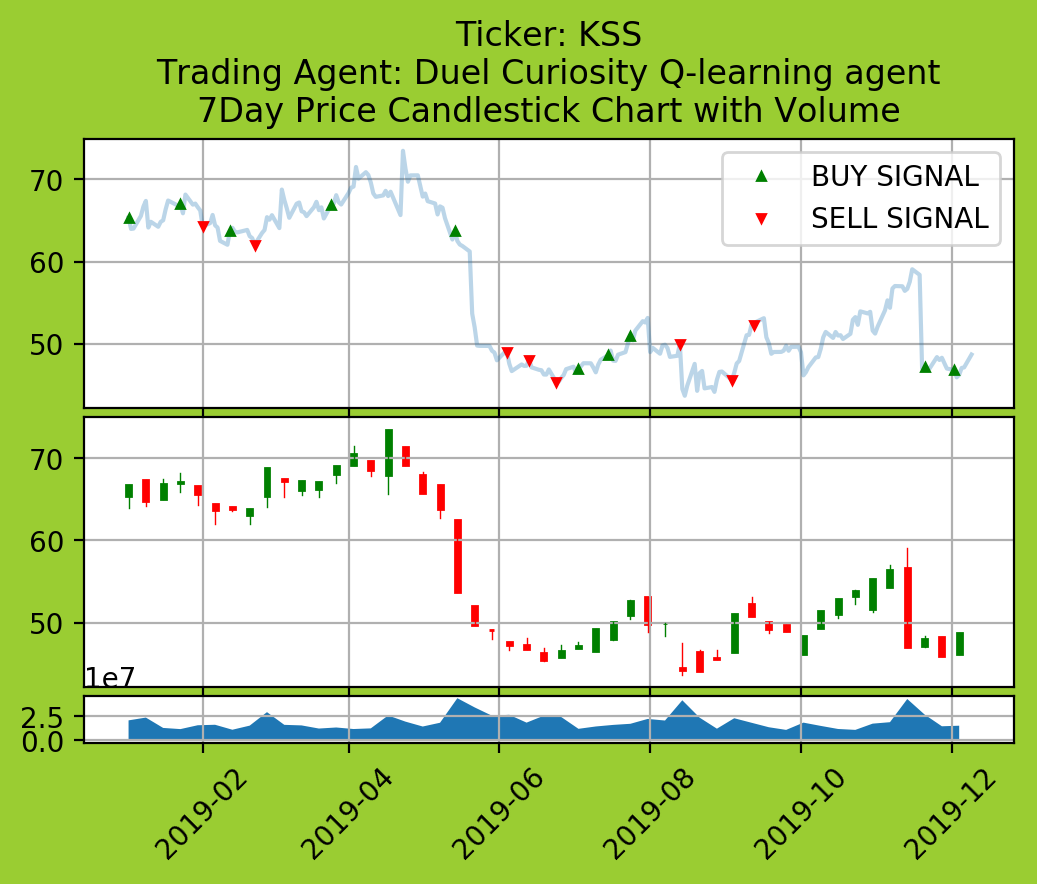 Ticker: KSS
Trading Agent: Duel Curiosity Q-learning agent
7Day Price Candlestick Chart with Volume
BUY SIGNAL
SELL SIGNAL
70
60
50
70
60
50
1e7
2.5
0.0
2019-02
2019-04
2019-06
2019-08
2019-10
2019-12